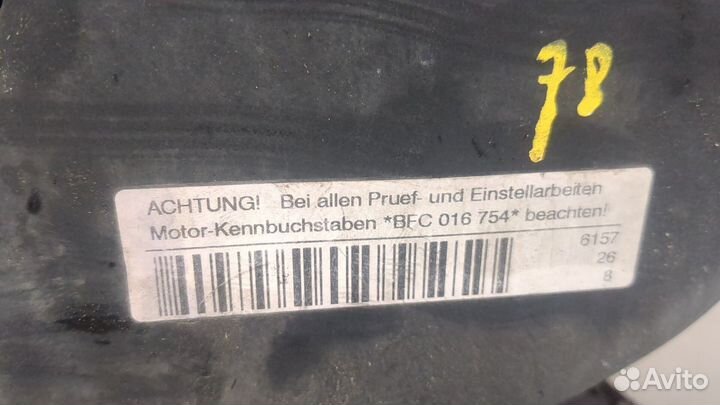 78
ACHTUNG! Bei allen Pruef- und Einstellarbeiten
Motor-Kennbuchstaben *BFC 016 754* beachten!
6157
26
8
Avito